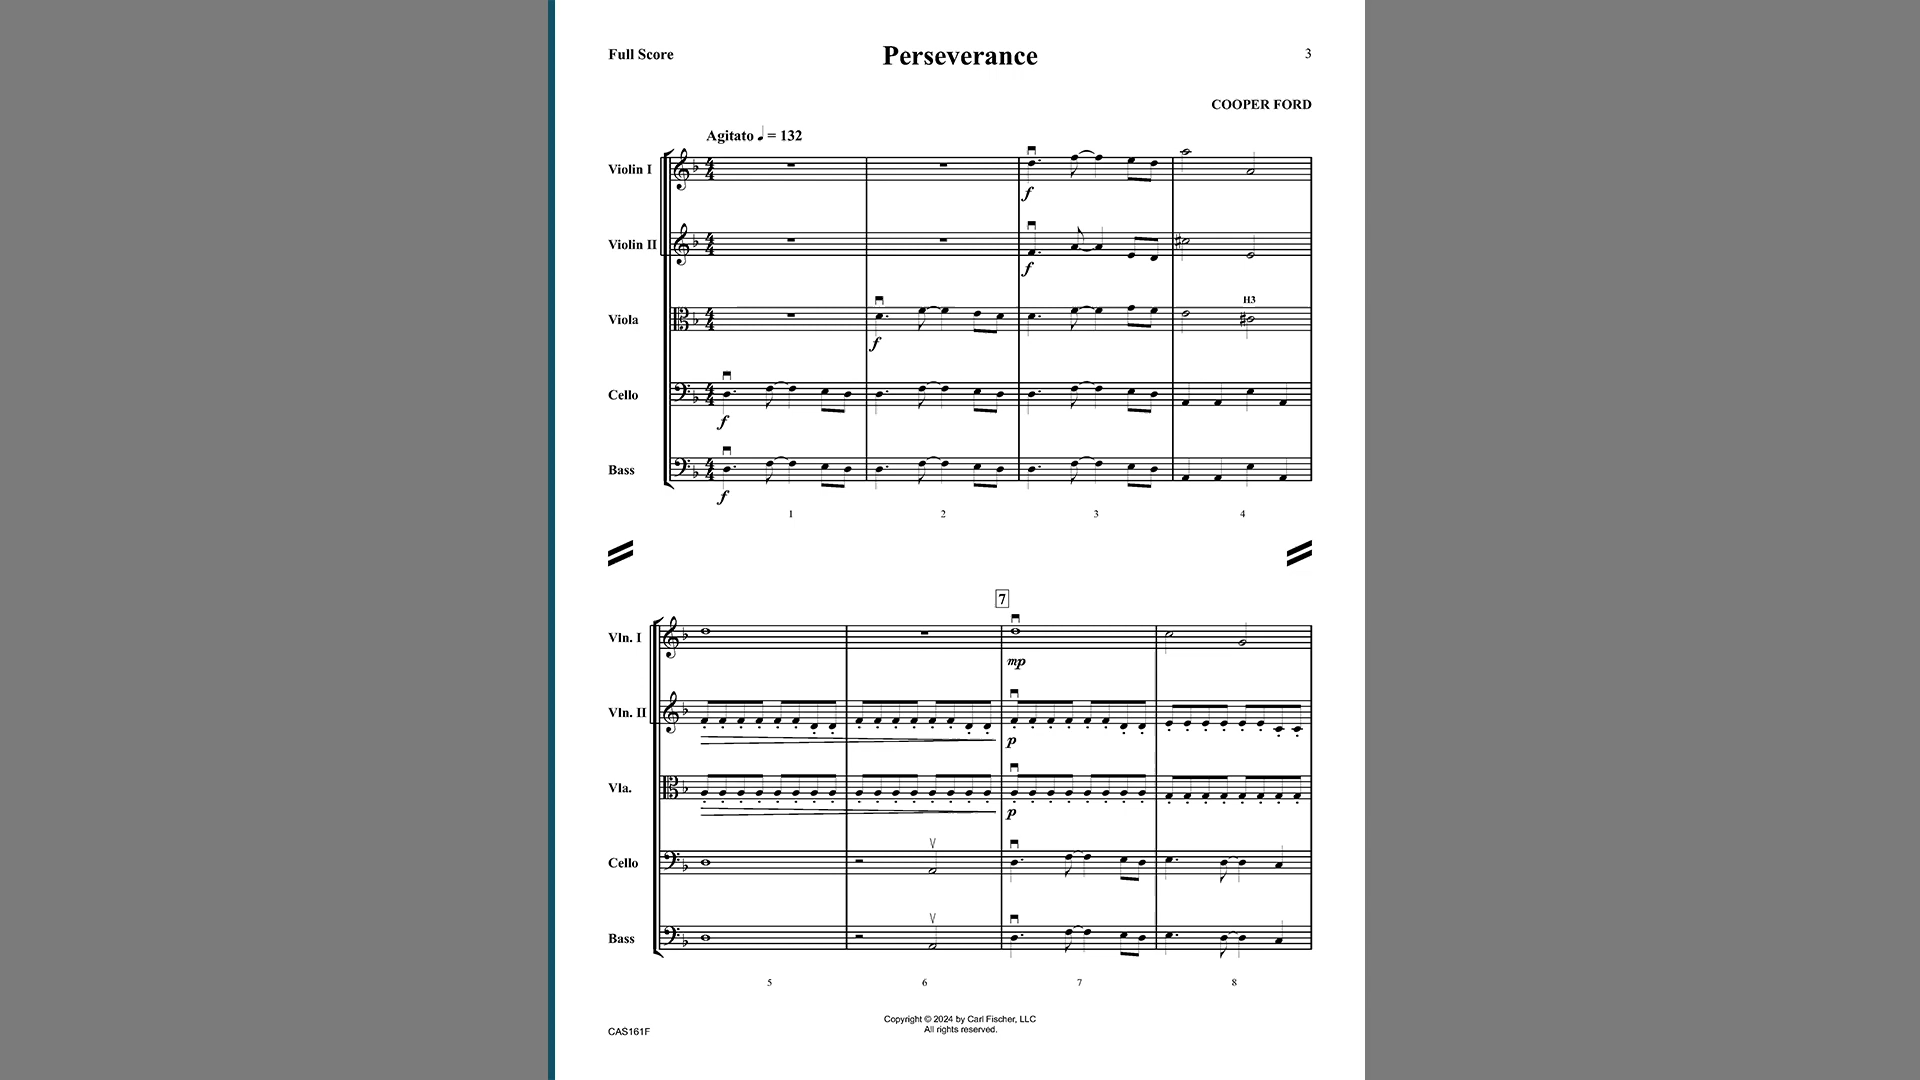 Full Score
Perseverance
3
COOPER FORD
Agitato ♩ = 132
Violin I
f
Violin II
f
H3
Viola
f
Cello
f
Bass
f
1 2 3 4
7
Vln. I
mp
Vln. II
p
Vla.
p
Cello
Bass
5 6 7 8
Copyright © 2024 by Carl Fischer, LLC
All rights reserved.
CAS161F